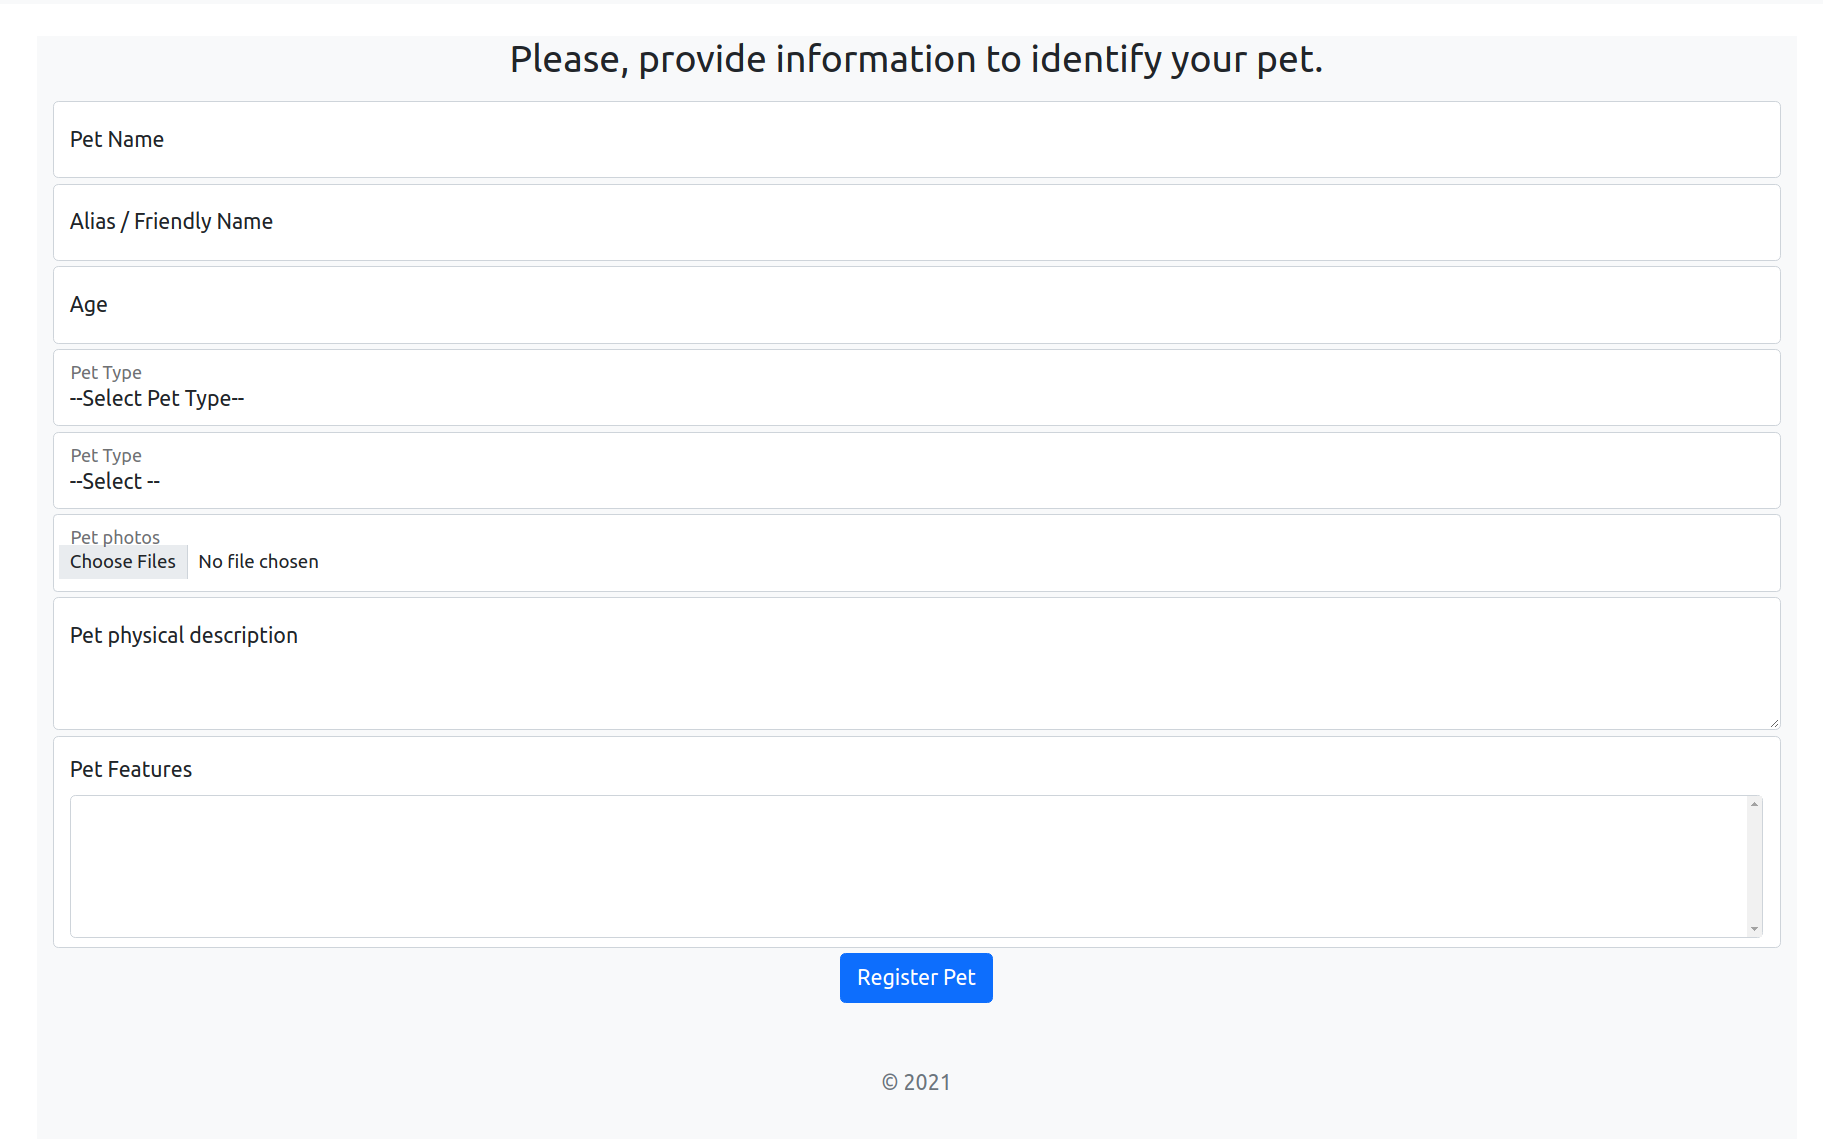 Please, provide information to identify your pet.
Pet Name
Alias / Friendly Name
Age
Pet Type
--Select Pet Type--
Pet Type
--Select --
Pet photos
Choose Files No file chosen
Pet physical description
Pet Features
Register Pet
© 2021